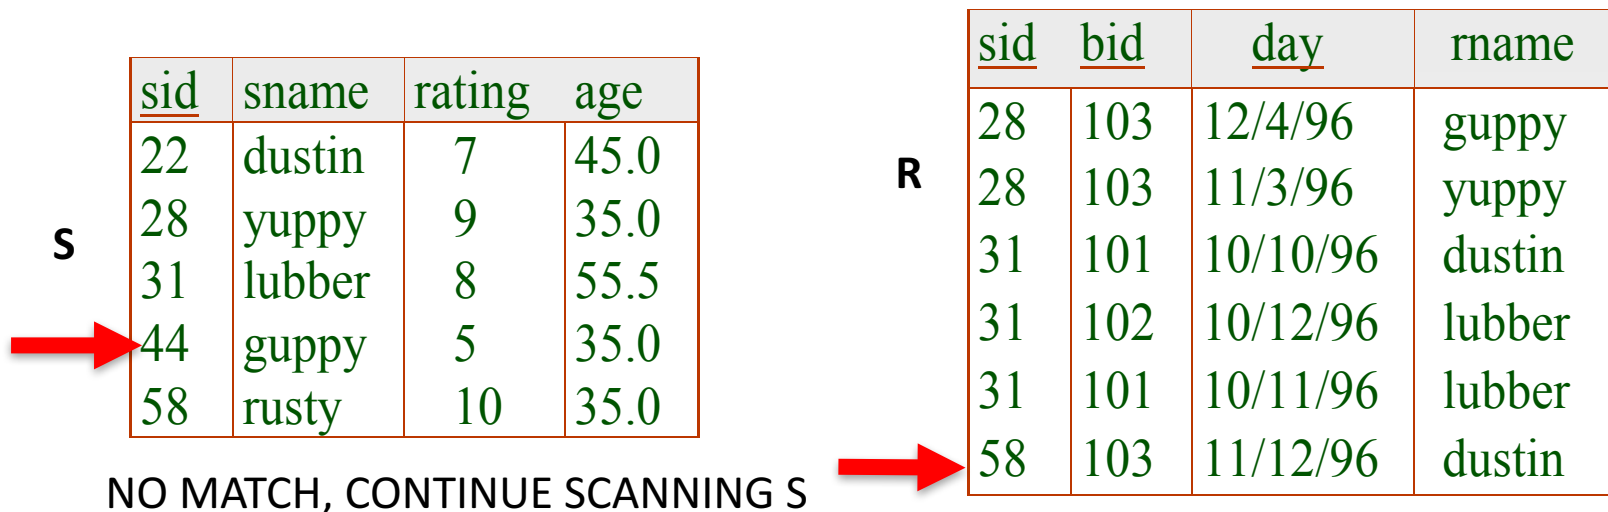 S
sid sname rating age
22 dustin 7 45.0
28 yuppy 9 35.0
31 lubber 8 55.5
44 guppy 5 35.0
58 rusty 10 35.0
NO MATCH, CONTINUE SCANNING S
R
sid bid day rname
28 103 12/4/96 guppy
28 103 11/3/96 yuppy
31 101 10/10/96 dustin
31 102 10/12/96 lubber
31 101 10/11/96 lubber
58 103 11/12/96 dustin